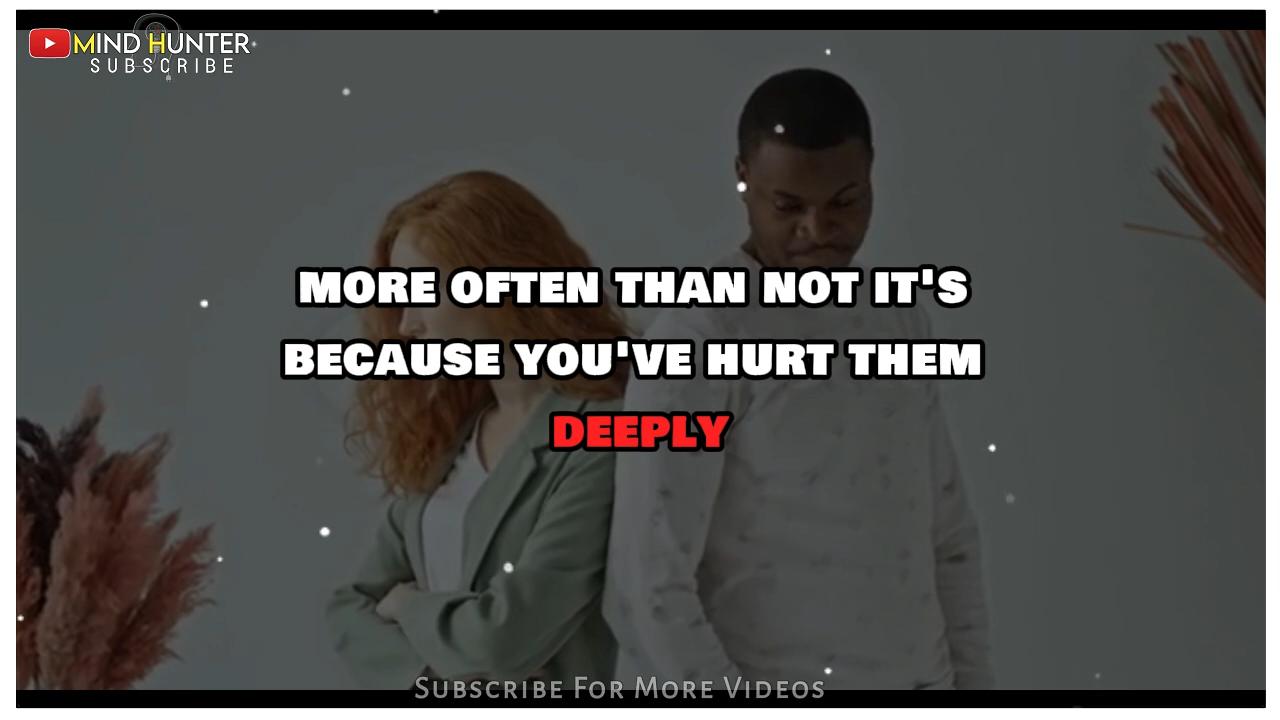 MIND HUNTER
SUBSCRIBE
MORE OFTEN THAN NOT IT'S
BECAUSE YOU'VE HURT THEM
DEEPLY
SUBSCRIBE FOR MORE VIDEOS